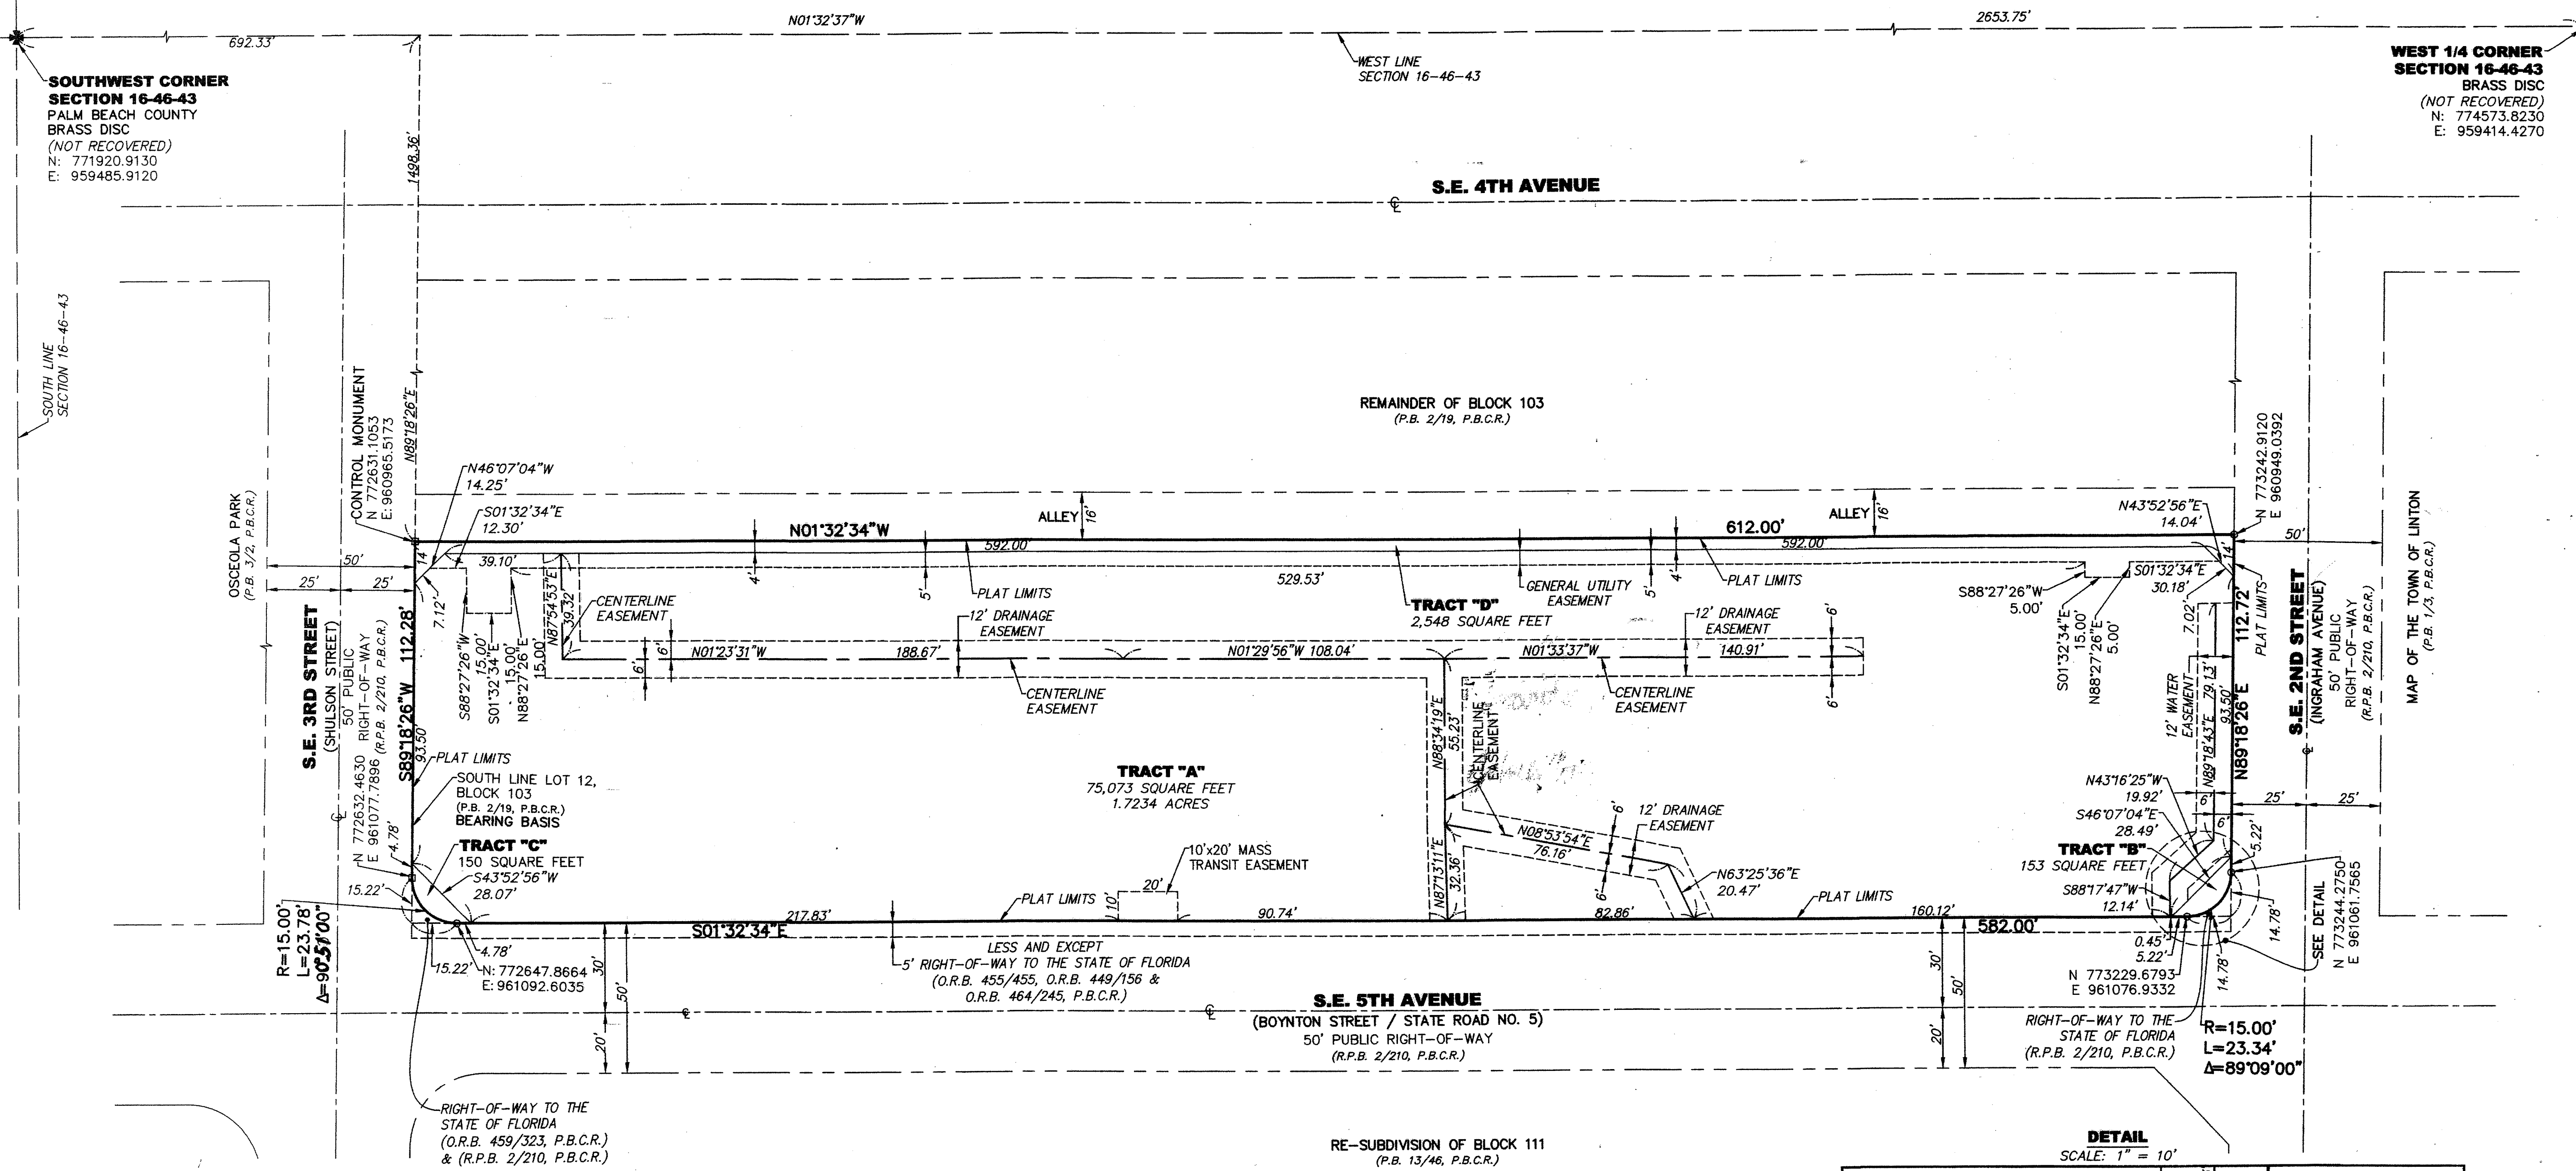 N01°32'37"W
2653.75'
692.33'
WEST LINE
SECTION 16-46-43
SOUTHWEST CORNER
SECTION 16-46-43
PALM BEACH COUNTY
BRASS DISC
(NOT RECOVERED)
N: 771920.9130
E: 959485.9120
WEST 1/4 CORNER
SECTION 16-46-43
BRASS DISC
(NOT RECOVERED)
N: 774573.8230
E: 959414.4270
1498.36'
S.E. 4TH AVENUE
SOUTH LINE
SECTION 16-46-43
REMAINDER OF BLOCK 103
(P.B. 2/19, P.B.C.R.)
CONTROL MONUMENT
N 772631.1053
E: 960965.5173
N89°18'26"E
N46°07'04"W
14.25'
S01°32'34"E
12.30'
ALLEY
16'
ALLEY
16'
N43°52'56"E
14.04'
N 773242.9120
E 960949.0392
OSCEOLA PARK
(P.B. 3/2, P.B.C.R.)
MAP OF THE TOWN OF LINTON
(P.B. 1/3, P.B.C.R.)
N01°32'34"W
612.00'
592.00'
592.00'
50'
25'
25'
14'
39.10'
4'
5'
PLAT LIMITS
529.53'
GENERAL UTILITY
EASEMENT
5'
4'
PLAT LIMITS
14'
50'
S01°32'34"E
30.18'
S88°27'26"W
5.00'
7.12'
S88°27'26"W
15.00'
S01°32'34"E
15.00'
N88°27'26"E
15.00'
N87°54'53"E
39.32'
CENTERLINE
EASEMENT
12' DRAINAGE
EASEMENT
TRACT "D"
2,548 SQUARE FEET
12' DRAINAGE
EASEMENT
6'
S01°32'34"E
15.00'
N88°27'26"E
5.00'
7.02'
PLAT LIMITS
112.72'
S.E. 3RD STREET
(SHULSON STREET)
50' PUBLIC
RIGHT-OF-WAY
(R.P.B. 2/210, P.B.C.R.)
S89°18'26"W 112.28'
93.50'
6'
6'
N01°23'31"W
188.67'
N01°29'56"W 108.04'
N01°33'37"W
140.91'
CENTERLINE
EASEMENT
CENTERLINE
EASEMENT
6'
12' WATER
EASEMENT
N89°18'43"E 79.13'
93.50'
N89°18'26"E
S.E. 2ND STREET
(INGRAHAM AVENUE)
50' PUBLIC
RIGHT-OF-WAY
(R.P.B. 2/210, P.B.C.R.)
N88°34'19"E
55.23'
CENTERLINE
EASEMENT
PLAT LIMITS
SOUTH LINE LOT 12,
BLOCK 103
(P.B. 2/19, P.B.C.R.)
BEARING BASIS
TRACT "A"
75,073 SQUARE FEET
1.7234 ACRES
N 772632.4630
E 961077.7896
4.78'
N43°16'25"W
19.92'
S46°07'04"E
28.49'
6'
6'
25'
25'
6'
12' DRAINAGE
EASEMENT
N08°53'54"E
76.16'
6'
TRACT "C"
150 SQUARE FEET
S43°52'56"W
28.07'
15.22'
10'x20' MASS
TRANSIT EASEMENT
20'
10'
N87°13'11"E
32.36'
N63°25'36"E
20.47'
TRACT "B"
153 SQUARE FEET
S88°17'47"W
12.14'
5.22'
SEE DETAIL
N 773244.2750
E 961061.7565
R=15.00'
L=23.78'
Δ=90°51'00"
217.83'
PLAT LIMITS
90.74'
82.86'
PLAT LIMITS
160.12'
S01°32'34"E
582.00'
4.78'
15.22'
N: 772647.8664
E: 961092.6035
30'
50'
20'
LESS AND EXCEPT
5' RIGHT-OF-WAY TO THE STATE OF FLORIDA
(O.R.B. 455/455, O.R.B. 449/156 &
O.R.B. 464/245, P.B.C.R.)
0.45'
5.22'
N 773229.6793
E 961076.9332
14.78'
14.78'
30'
50'
20'
S.E. 5TH AVENUE
(BOYNTON STREET / STATE ROAD NO. 5)
50' PUBLIC RIGHT-OF-WAY
(R.P.B. 2/210, P.B.C.R.)
RIGHT-OF-WAY TO THE
STATE OF FLORIDA
(R.P.B. 2/210, P.B.C.R.)
R=15.00'
L=23.34'
Δ=89°09'00"
RIGHT-OF-WAY TO THE
STATE OF FLORIDA
(O.R.B. 459/323, P.B.C.R.)
& (R.P.B. 2/210, P.B.C.R.)
RE-SUBDIVISION OF BLOCK 111
(P.B. 13/46, P.B.C.R.)
DETAIL
SCALE: 1" = 10'